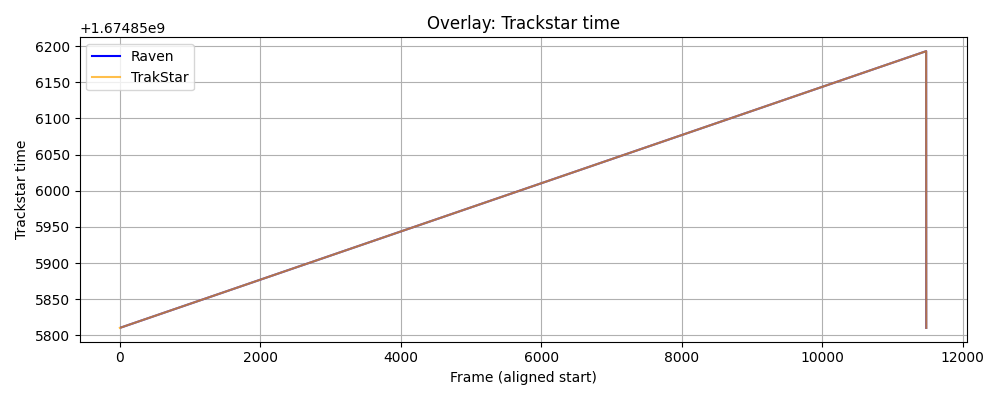 Overlay: Trackstar time
+1.67485e9
Raven
TrakStar
6200
6150
6100
6050
6000
5950
5900
5850
5800
Trackstar time
0 2000 4000 6000 8000 10000 12000
Frame (aligned start)